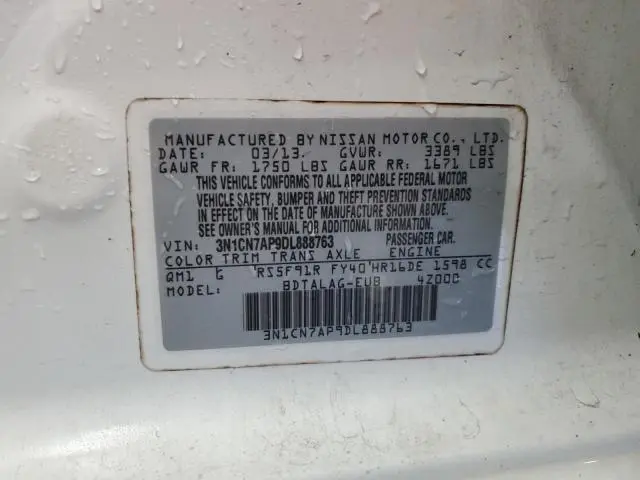 MANUFACTURED BY NISSAN MOTOR CO., LTD.
DATE: 03/13. GVWR: 3389 LBS
GAWR FR: 1750 LBS GAWR RR: 1671 LBS
THIS VEHICLE CONFORMS TO ALL APPLICABLE FEDERAL MOTOR
VEHICLE SAFETY, BUMPER AND THEFT PREVENTION STANDARDS
IN EFFECT ON THE DATE OF MANUFACTURE SHOWN ABOVE.
SEE OWNER'S MANUAL FOR ADDITIONAL INFORMATION.
VIN: 3N1CN7AP9DL888763 PASSENGER CAR.
COLOR TRIM TRANS AXLE ENGINE
QM1 G RS5F91R FY40 HR16DE 1598 CC
MODEL: BDTALAG-EUB 4Z000
3N1CN7AP9DL888763